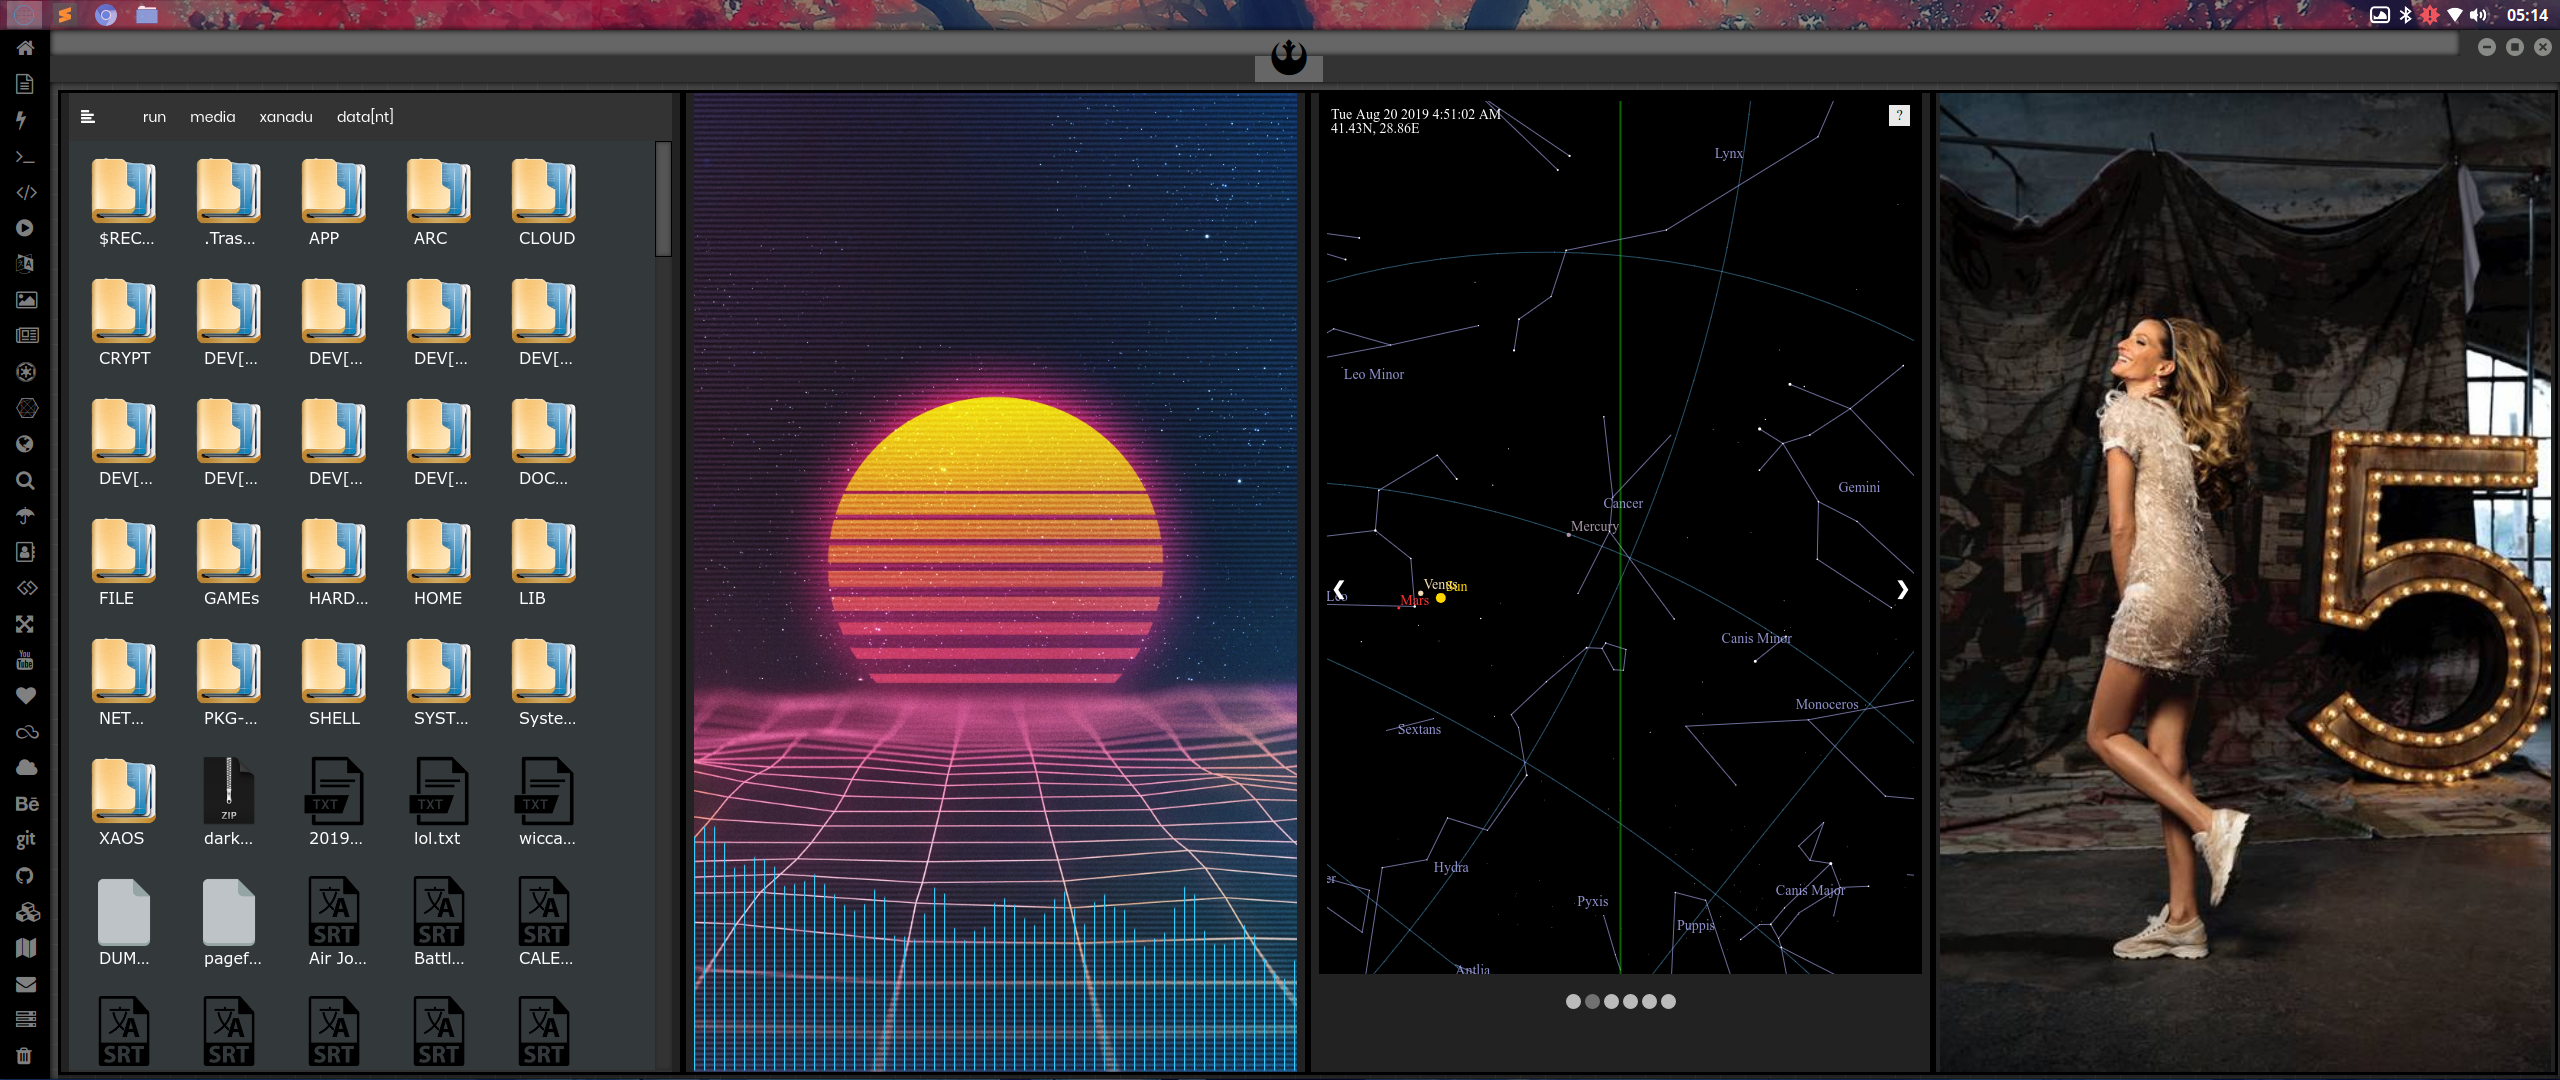 05:14
run media xanadu data[nt]
$REC... .Tras... APP ARC CLOUD
CRYPT DEV[... DEV[... DEV[... DEV[...
DEV[... DEV[... DEV[... DEV[... DOC...
FILE GAMEs HARD... HOME LIB
NET... PKG-... SHELL SYST... Syste...
XAOS dark... 2019... lol.txt wicca...
ZIP TXT TXT TXT
DUM... pagef... Air Jo... Battl... CALE...
SRT SRT SRT
SRT SRT SRT SRT SRT
You
Tube
Bē
git
Tue Aug 20 2019 4:51:02 AM
41.43N, 28.86E
?
Lynx
Leo Minor
Gemini
Cancer
Mercury
Venus
Sun
Leo
Mars
Canis Minor
Monoceros
Sextans
Hydra
er
Canis Major
Pyxis
Puppis
Antlia
5